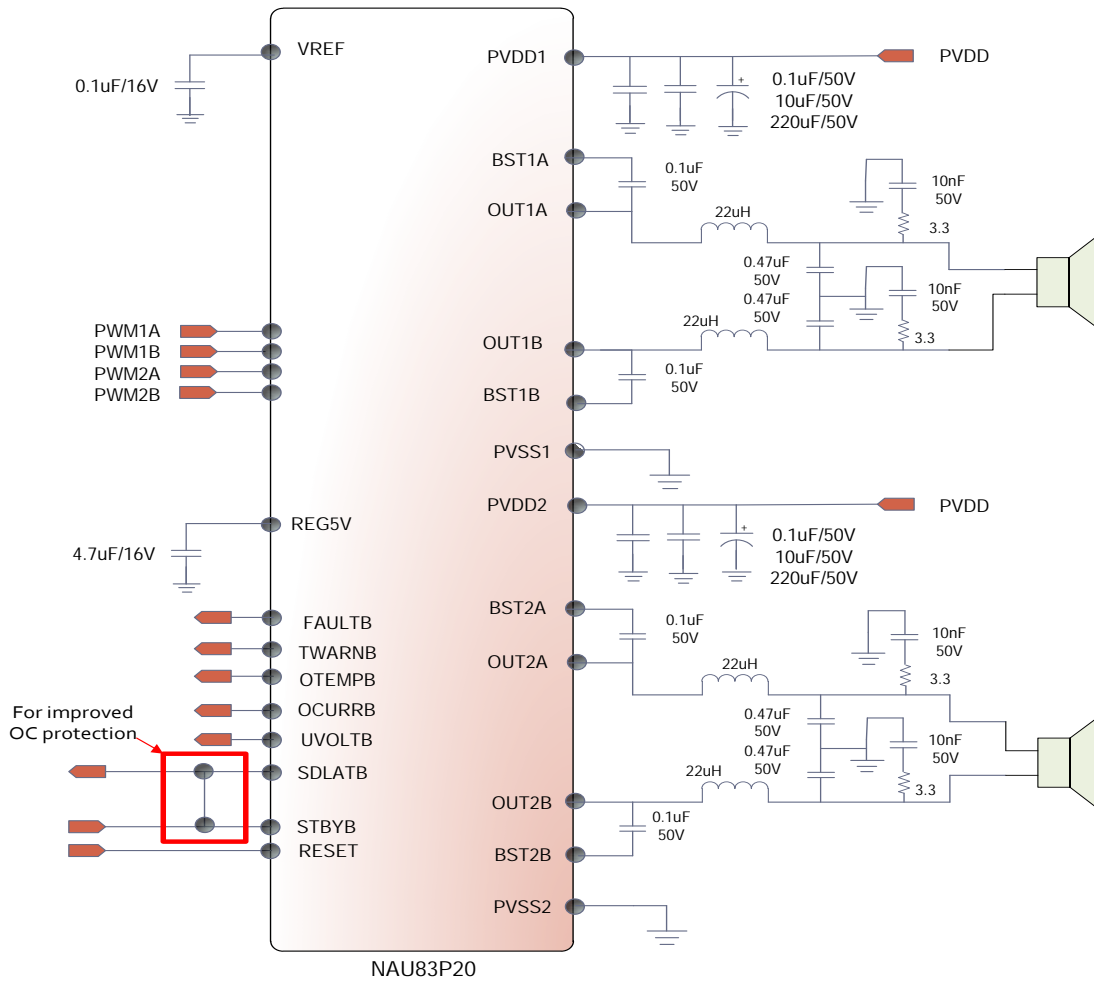 VREF
0.1uF/16V
PWM1A
PWM1B
PWM2A
PWM2B
REG5V
4.7uF/16V
FAULTB
TWARNB
OTEMPB
OCURRB
UVOLTB
For improved
OC protection
SDLATB
STBYB
RESET
PVDD1
PVDD
0.1uF/50V
10uF/50V
220uF/50V
BST1A
0.1uF
50V
OUT1A
22uH
10nF
50V
3.3
0.47uF
50V
0.47uF
50V
10nF
50V
3.3
OUT1B
22uH
0.1uF
50V
BST1B
PVSS1
PVDD2
PVDD
0.1uF/50V
10uF/50V
220uF/50V
BST2A
0.1uF
50V
OUT2A
22uH
10nF
50V
3.3
0.47uF
50V
0.47uF
50V
10nF
50V
3.3
OUT2B
22uH
0.1uF
50V
BST2B
PVSS2
NAU83P20